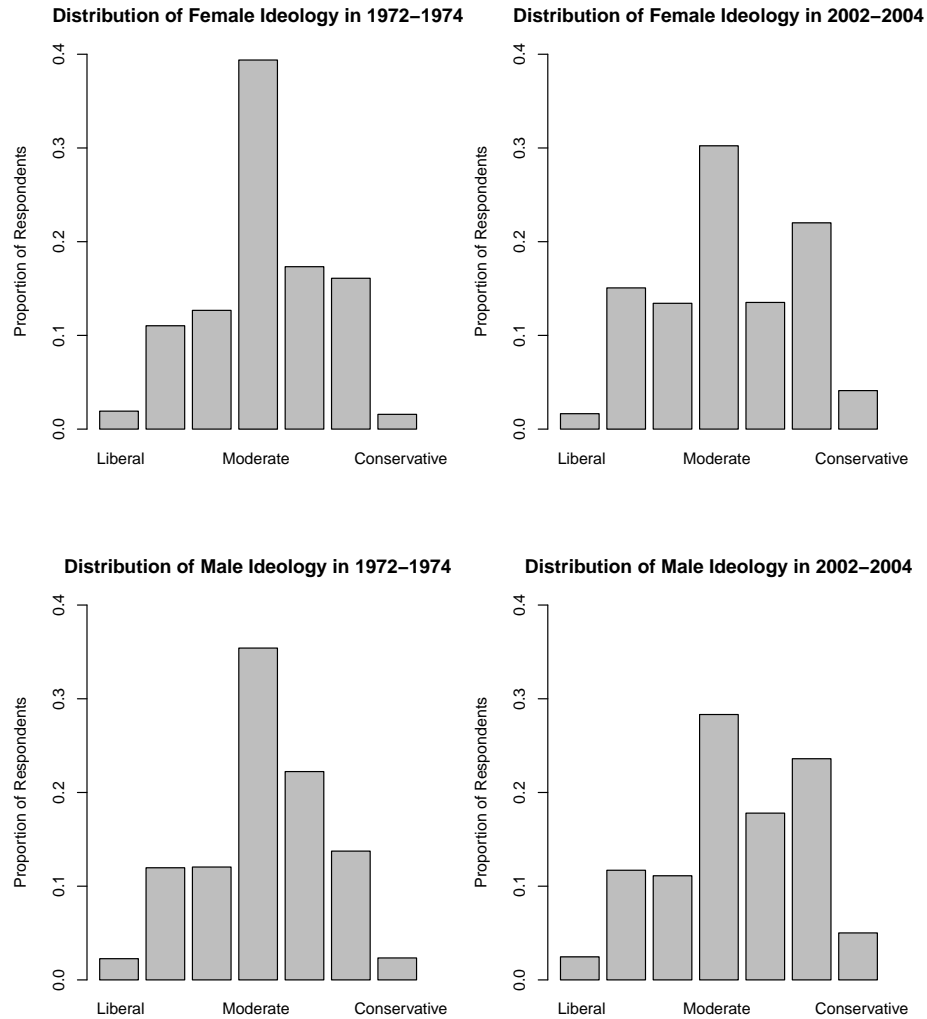 Distribution of Female Ideology in 1972−1974
Proportion of Respondents
0.4
0.3
0.2
0.1
0.0
Liberal Moderate Conservative
Distribution of Female Ideology in 2002−2004
Proportion of Respondents
0.4
0.3
0.2
0.1
0.0
Liberal Moderate Conservative
Distribution of Male Ideology in 1972−1974
Proportion of Respondents
0.4
0.3
0.2
0.1
0.0
Liberal Moderate Conservative
Distribution of Male Ideology in 2002−2004
Proportion of Respondents
0.4
0.3
0.2
0.1
0.0
Liberal Moderate Conservative